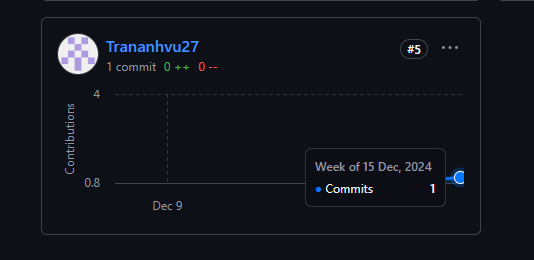 Trananhvu27
#5
...
1 commit 0 ++ 0 --
4
Contributions
Week of 15 Dec, 2024
Commits 1
0.8
Dec 9